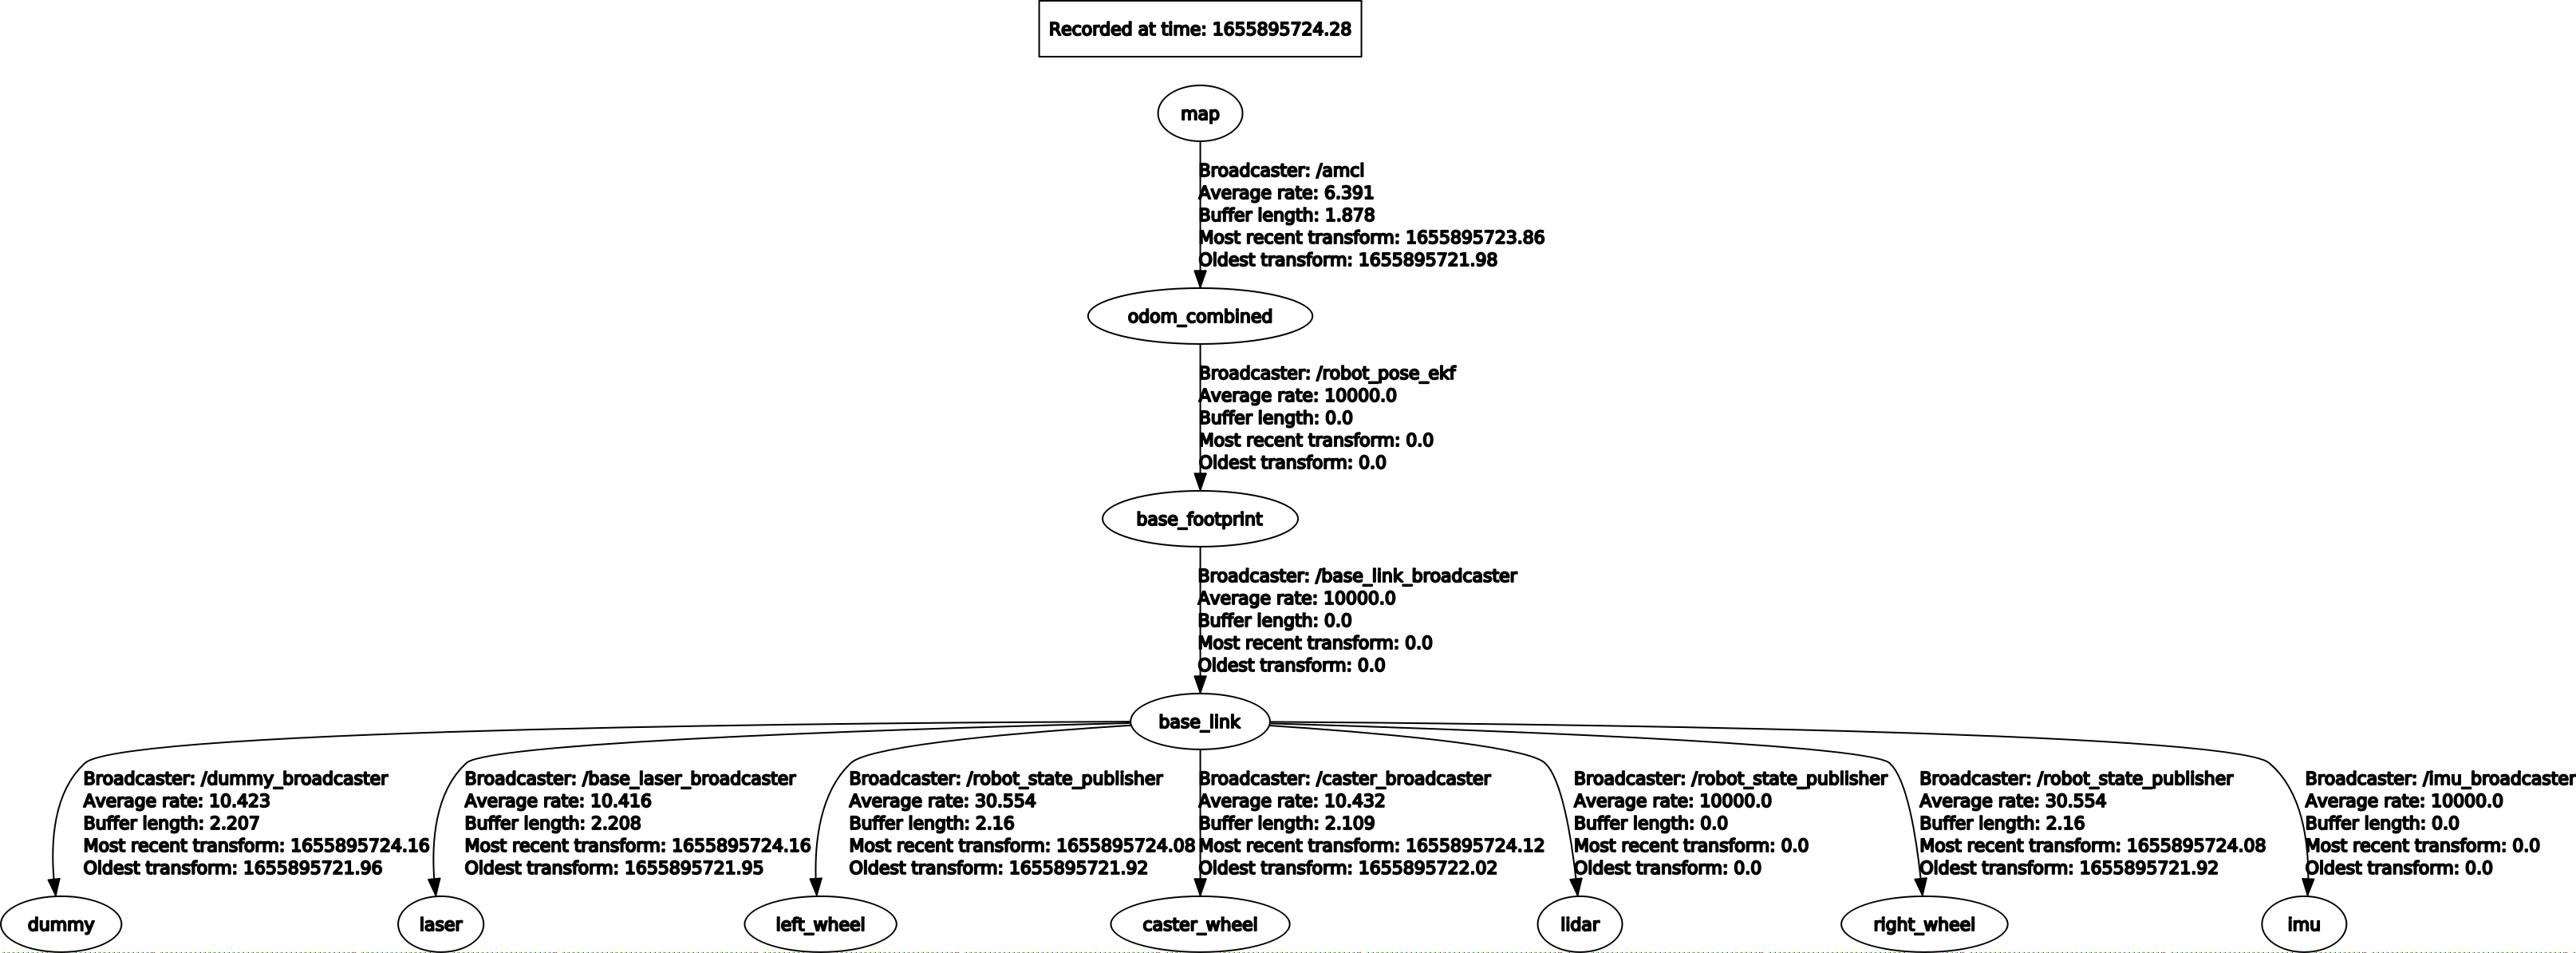 Recorded at time: 1655895724.28
map
Broadcaster: /amcl
Average rate: 6.391
Buffer length: 1.878
Most recent transform: 1655895723.86
Oldest transform: 1655895721.98
odom_combined
Broadcaster: /robot_pose_ekf
Average rate: 10000.0
Buffer length: 0.0
Most recent transform: 0.0
Oldest transform: 0.0
base_footprint
Broadcaster: /base_link_broadcaster
Average rate: 10000.0
Buffer length: 0.0
Most recent transform: 0.0
Oldest transform: 0.0
base_link
Broadcaster: /dummy_broadcaster
Average rate: 10.423
Buffer length: 2.207
Most recent transform: 1655895724.16
Oldest transform: 1655895721.96
Broadcaster: /base_laser_broadcaster
Average rate: 10.416
Buffer length: 2.208
Most recent transform: 1655895724.16
Oldest transform: 1655895721.95
Broadcaster: /robot_state_publisher
Average rate: 30.554
Buffer length: 2.16
Most recent transform: 1655895724.08
Oldest transform: 1655895721.92
Broadcaster: /caster_broadcaster
Average rate: 10.432
Buffer length: 2.109
Most recent transform: 1655895724.12
Oldest transform: 1655895722.02
Broadcaster: /robot_state_publisher
Average rate: 10000.0
Buffer length: 0.0
Most recent transform: 0.0
Oldest transform: 0.0
Broadcaster: /robot_state_publisher
Average rate: 30.554
Buffer length: 2.16
Most recent transform: 1655895724.08
Oldest transform: 1655895721.92
Broadcaster: /imu_broadcaster
Average rate: 10000.0
Buffer length: 0.0
Most recent transform: 0.0
Oldest transform: 0.0
dummy
laser
left_wheel
caster_wheel
lidar
right_wheel
imu